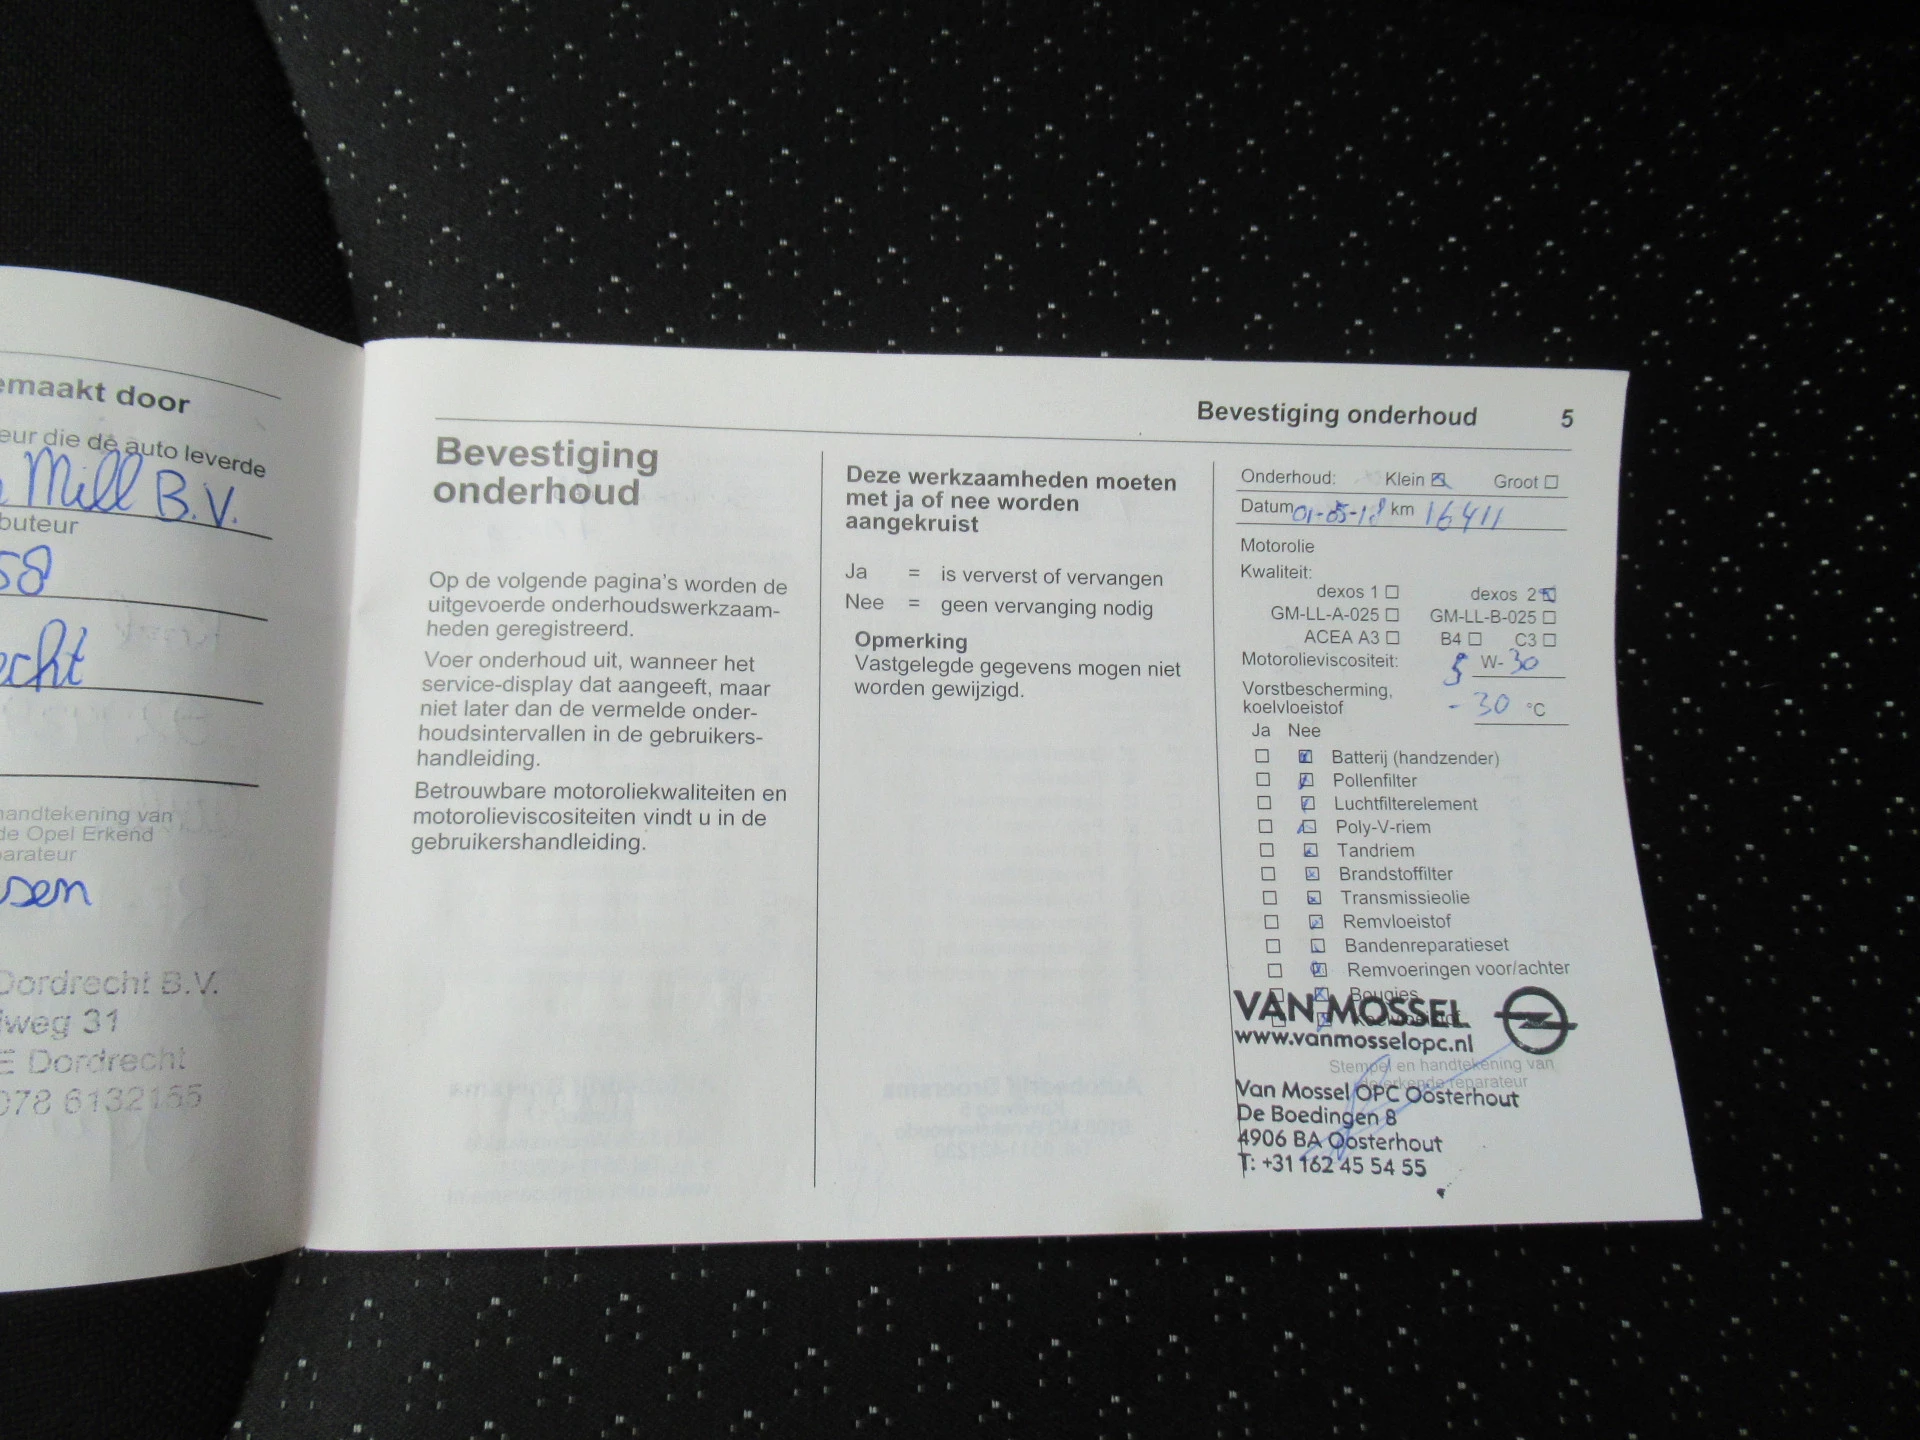 emaakt door
eur die de auto leverde
Mill B.V.
buteur
58
echt
handtekening van
de Opel Erkend
parateur
sen
Dordrecht B.V.
weg 31
E Dordrecht
078 6132155
Bevestiging onderhoud 5
Bevestiging
onderhoud
Op de volgende pagina's worden de
uitgevoerde onderhoudswerkzaam-
heden geregistreerd.
Voer onderhoud uit, wanneer het
service-display dat aangeeft, maar
niet later dan de vermelde onder-
houdsintervallen in de gebruikers-
handleiding.
Betrouwbare motoroliekwaliteiten en
motorolieviscositeiten vindt u in de
gebruikershandleiding.
Deze werkzaamheden moeten
met ja of nee worden
aangekruist
Ja = is ververst of vervangen
Nee = geen vervanging nodig
Opmerking
Vastgelegde gegevens mogen niet
worden gewijzigd.
Onderhoud: Klein Groot
Datum 01-05-18 km 16411
Motorolie
Kwaliteit:
dexos 1 dexos 2
GM-LL-A-025 GM-LL-B-025
ACEA A3 B4 C3
Motorolieviscositeit: 5 W-30
Vorstbescherming,
koelvloeistof -30 °C
Ja Nee
Batterij (handzender)
Pollenfilter
Luchtfilterelement
Poly-V-riem
Tandriem
Brandstoffilter
Transmissieolie
Remvloeistof
Bandenreparatieset
Remvoeringen voor/achter
Bougies
Koelvloeistof
VAN MOSSEL
www.vanmosselopc.nl
Stempel en handtekening van
de erkende reparateur
Van Mossel OPC Oosterhout
De Boedingen 8
4906 BA Oosterhout
T: +31 162 45 54 55